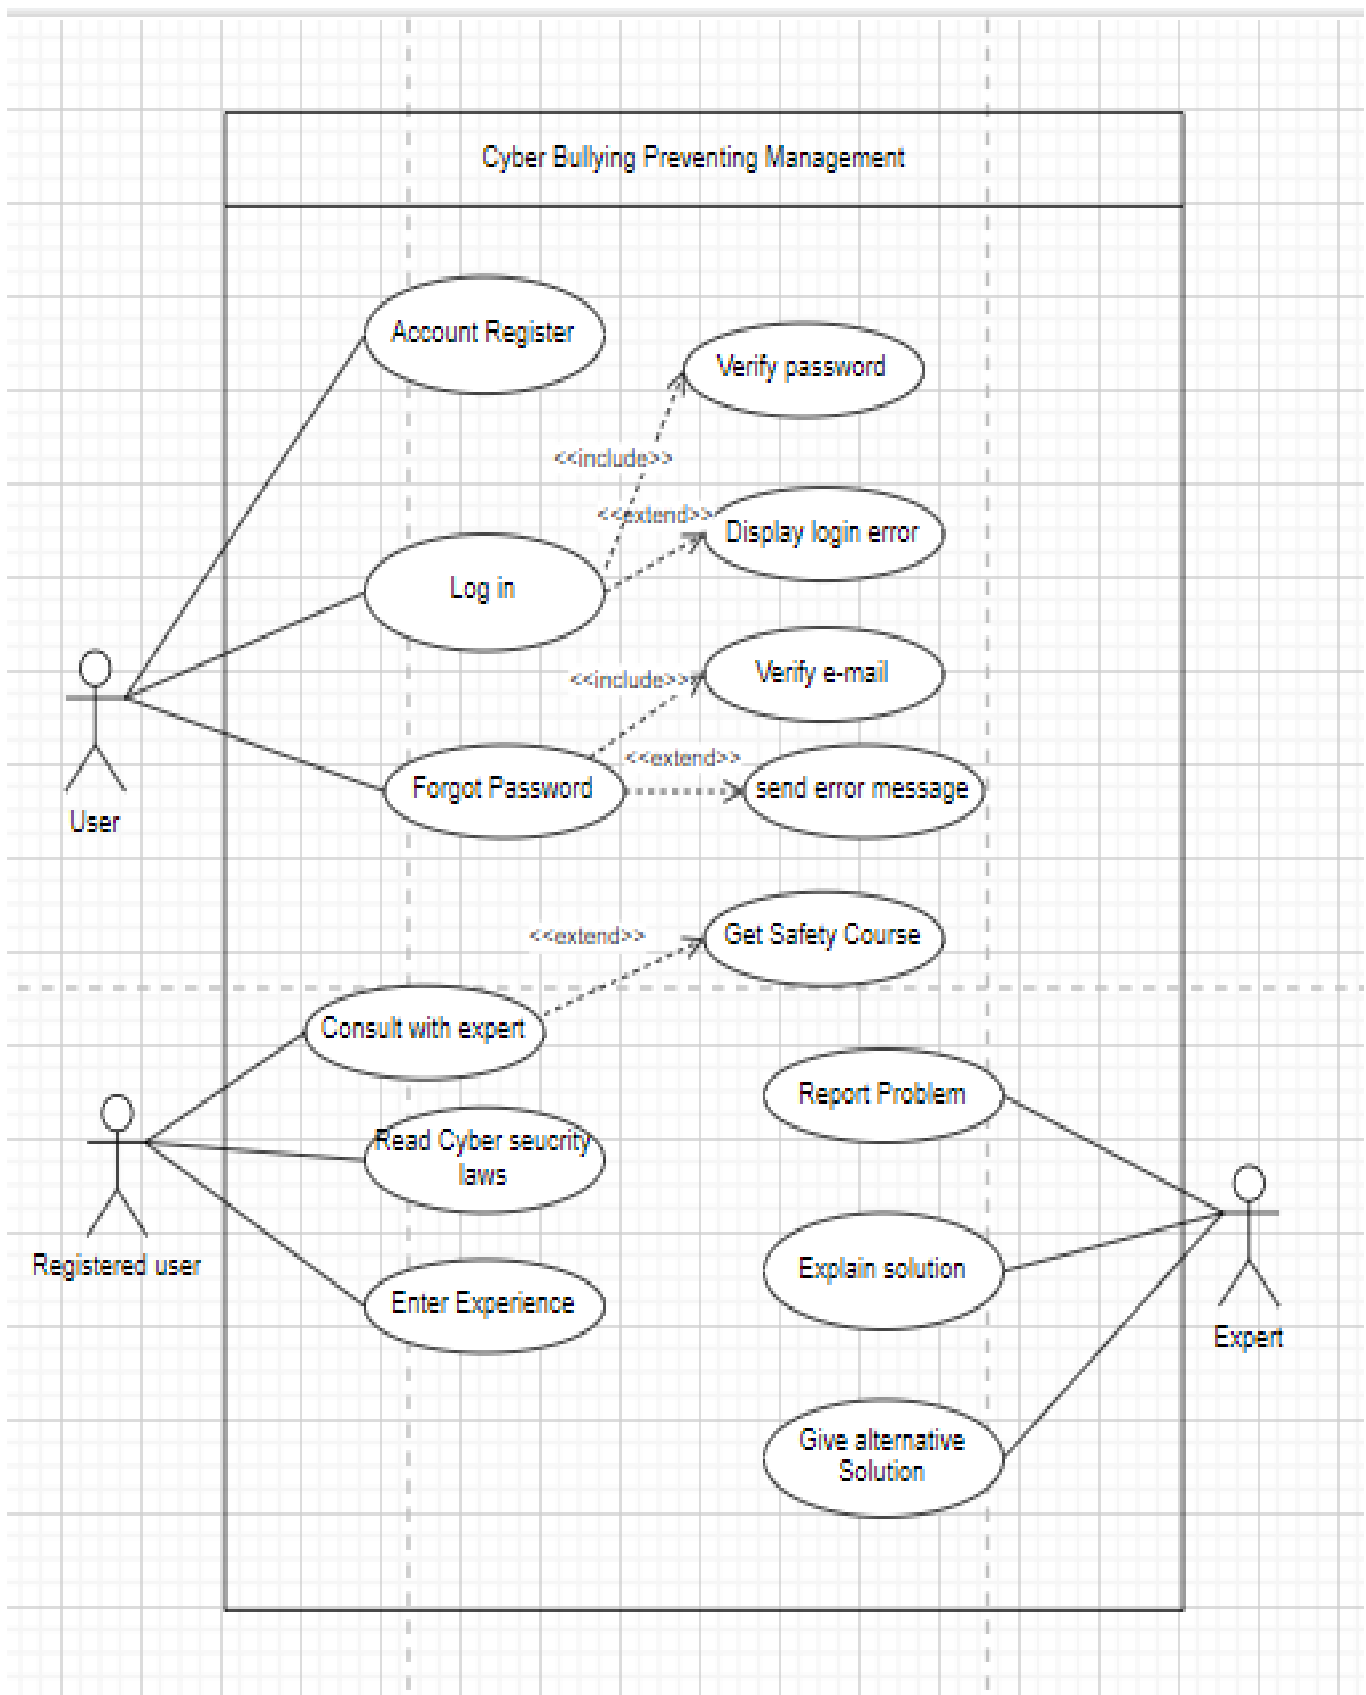 Cyber Bullying Preventing Management
Account Register
Verify password
<<include>>
<<extend>>
Display login error
Log in
Verify e-mail
<<include>>
<<extend>>
Forgot Password
send error message
User
Get Safety Course
<<extend>>
Consult with expert
Report Problem
Read Cyber seucrity
laws
Registered user
Explain solution
Enter Experience
Expert
Give alternative
Solution